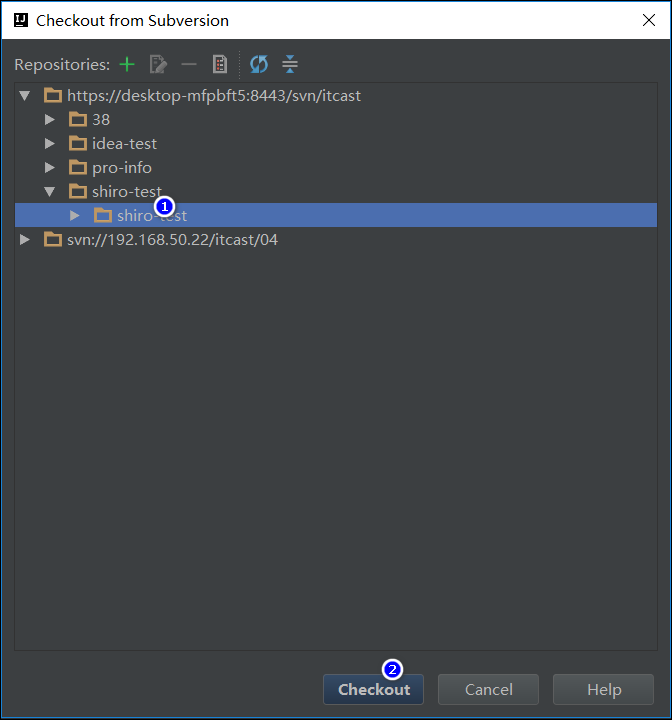 IJ Checkout from Subversion
Repositories:
https://desktop-mfpbft5:8443/svn/itcast
38
idea-test
pro-info
shiro-test
1
shiro-test
svn://192.168.50.22/itcast/04
2
Checkout Cancel Help